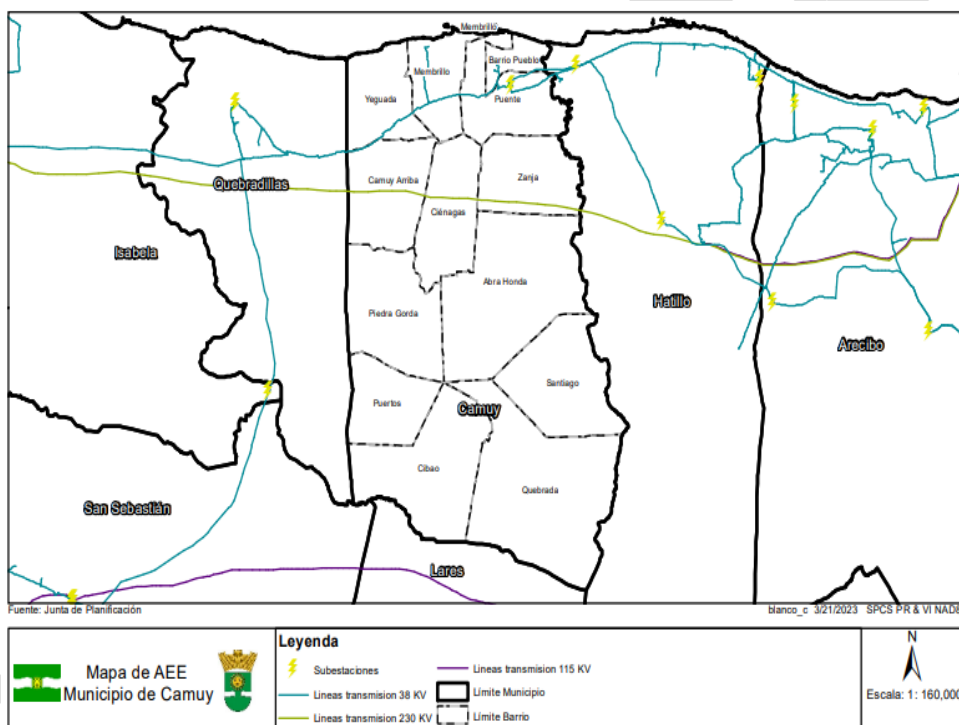 Membrillo
Membrillo
Barrio Pueblo
Yeguada
Puente
Camuy Arriba
Zanja
Quebradillas
Ciénagas
Isabela
Abra Honda
Hatillo
Piedra Gorda
Arecibo
Santiago
Puertos
Camuy
Cibao
Quebrada
San Sebastián
Lares
Fuente: Junta de Planificación
blanco_c 3/21/2023 SPCS PR & VI NAD8
Mapa de AEE
Municipio de Camuy
Leyenda
Subestaciones
Lineas transmision 38 KV
Lineas transmision 230 KV
Lineas transmision 115 KV
Límite Municipio
Límite Barrio
N
Escala: 1: 160,000